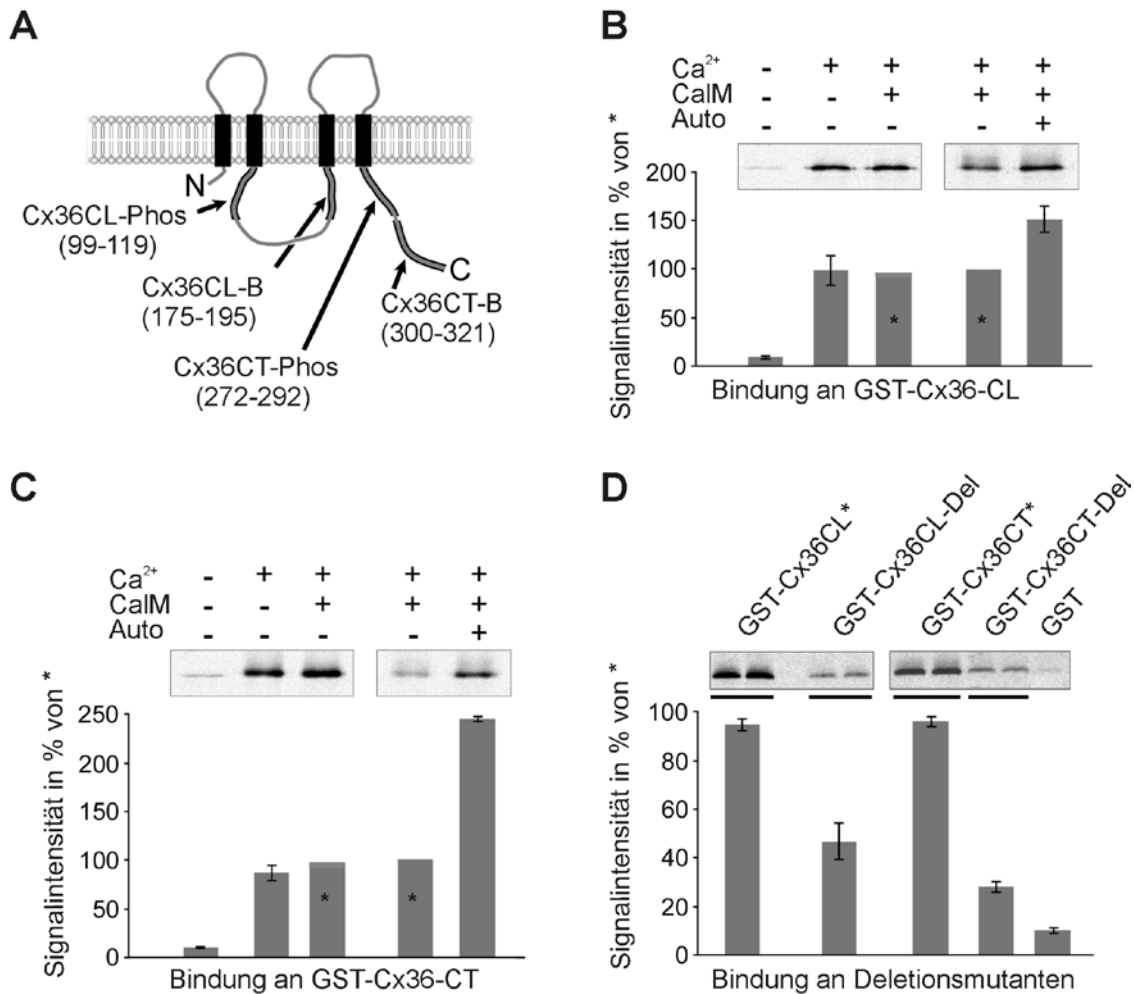 A
N
C
Cx36CL-Phos
(99-119)
Cx36CL-B
(175-195)
Cx36CT-Phos
(272-292)
Cx36CT-B
(300-321)
B
Ca²⁺ - + + + +
CalM - - + + +
Auto - - - - +
Signalintensität in % von *
200
150
100
50
0
* *
Bindung an GST-Cx36-CL
C
Ca²⁺ - + + + +
CalM - - + + +
Auto - - - - +
Signalintensität in % von *
250
200
150
100
50
0
* *
Bindung an GST-Cx36-CT
D
GST-Cx36CL*
GST-Cx36CL-Del
GST-Cx36CT*
GST-Cx36CT-Del
GST
Signalintensität in % von *
100
80
60
40
20
0
Bindung an Deletionsmutanten